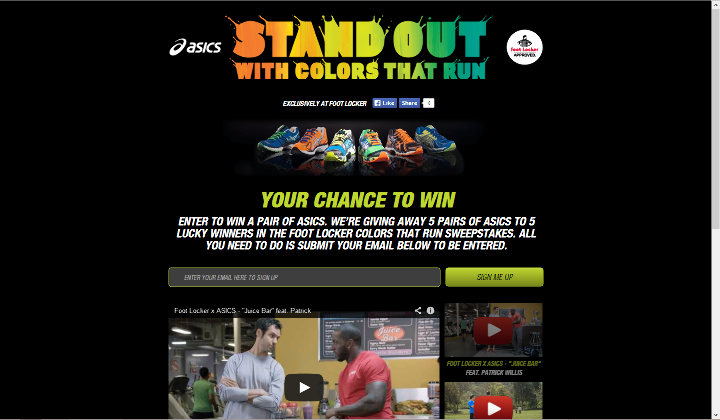 asics
STAND OUT
WITH COLORS THAT RUN
Foot Locker
APPROVED.
EXCLUSIVELY AT FOOT LOCKER
Like
Share
YOUR CHANCE TO WIN
ENTER TO WIN A PAIR OF ASICS. WE'RE GIVING AWAY 5 PAIRS OF ASICS TO 5
LUCKY WINNERS IN THE FOOT LOCKER COLORS THAT RUN SWEEPSTAKES. ALL
YOU NEED TO DO IS SUBMIT YOUR EMAIL BELOW TO BE ENTERED.
ENTER YOUR EMAIL HERE TO SIGN UP
SIGN ME UP
Foot Locker x ASICS - "Juice Bar" feat. Patrick
Juice
Bar
FOOT LOCKER X ASICS - "JUICE BAR"
FEAT. PATRICK WILLIS